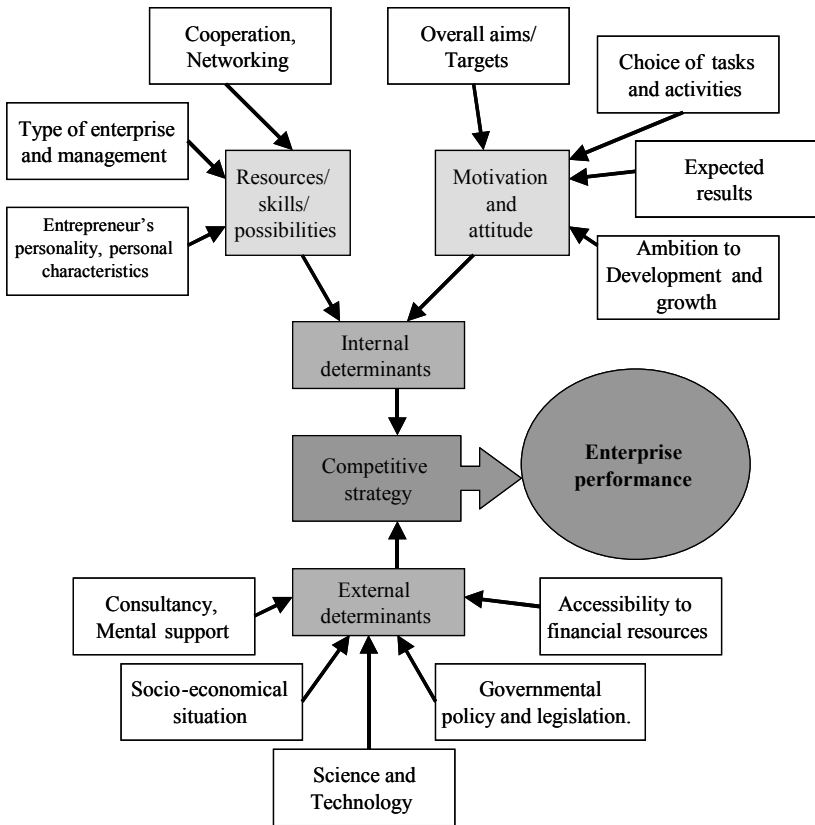 Cooperation,
Networking
Overall aims/
Targets
Choice of tasks
and activities
Type of enterprise
and management
Resources/
skills/
possibilities
Motivation
and
attitude
Expected
results
Entrepreneur's
personality, personal
characteristics
Ambition to
Development and
growth
Internal
determinants
Competitive
strategy
Enterprise
performance
External
determinants
Consultancy,
Mental support
Accessibility to
financial resources
Socio-economical
situation
Governmental
policy and legislation.
Science and
Technology